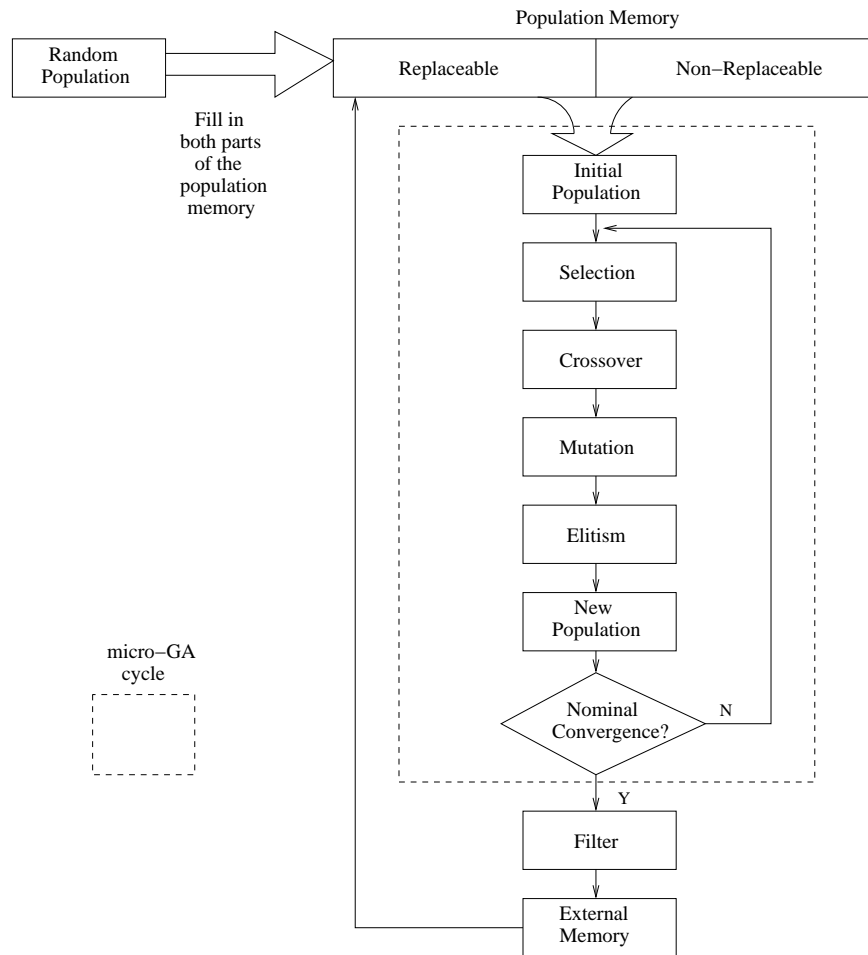 Population Memory
Random
Population
Replaceable
Non−Replaceable
Fill in
both parts
of the
population
memory
Initial
Population
Selection
Crossover
Mutation
Elitism
New
Population
micro−GA
cycle
Nominal
Convergence?
N
Y
Filter
External
Memory